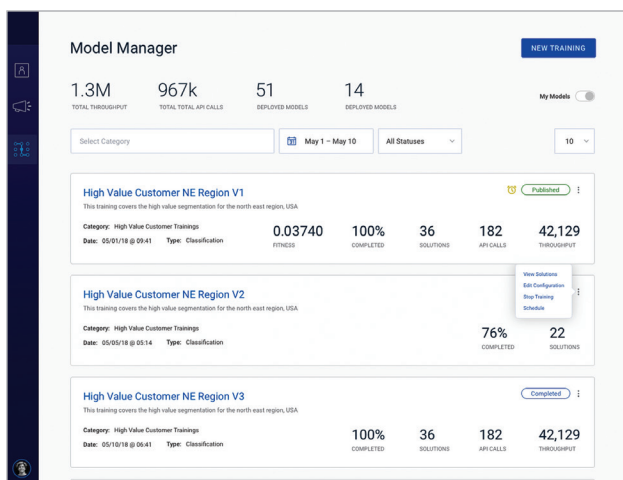 Model Manager
NEW TRAINING
1.3M
967k
51
14
TOTAL THROUGHPUT
TOTAL TOTAL API CALLS
DEPLOYED MODELS
DEPLOYED MODELS
My Models
Select Category
May 1 – May 10
All Statuses
10
High Value Customer NE Region V1
Published
This training covers the high value segmentation for the north east region, USA
Category: High Value Customer Trainings
Date: 05/01/18 @ 09:41 Type: Classification
0.03740
100%
36
182
42,129
FITNESS
COMPLETED
SOLUTIONS
API CALLS
THROUGHPUT
View Solutions
Edit Configuration
Stop Training
Schedule
High Value Customer NE Region V2
This training covers the high value segmentation for the north east region, USA
Category: High Value Customer Trainings
Date: 05/05/18 @ 05:14 Type: Classification
76%
22
COMPLETED
SOLUTIONS
High Value Customer NE Region V3
Completed
This training covers the high value segmentation for the north east region, USA
Category: High Value Customer Trainings
Date: 05/10/18 @ 06:41 Type: Classification
100%
36
182
42,129
COMPLETED
SOLUTIONS
API CALLS
THROUGHPUT